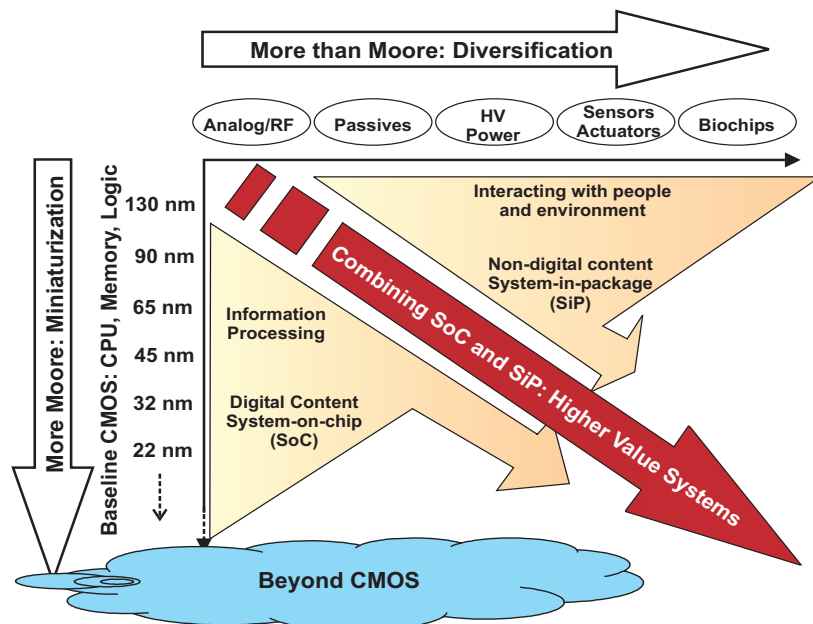 More than Moore: Diversification
Analog/RF
Passives
HV
Power
Sensors
Actuators
Biochips
More Moore: Miniaturization
Baseline CMOS: CPU, Memory, Logic
130 nm
90 nm
65 nm
45 nm
32 nm
22 nm
Interacting with people
and environment
Non-digital content
System-in-package
(SiP)
Combining SoC and SiP: Higher Value Systems
Information
Processing
Digital Content
System-on-chip
(SoC)
Beyond CMOS